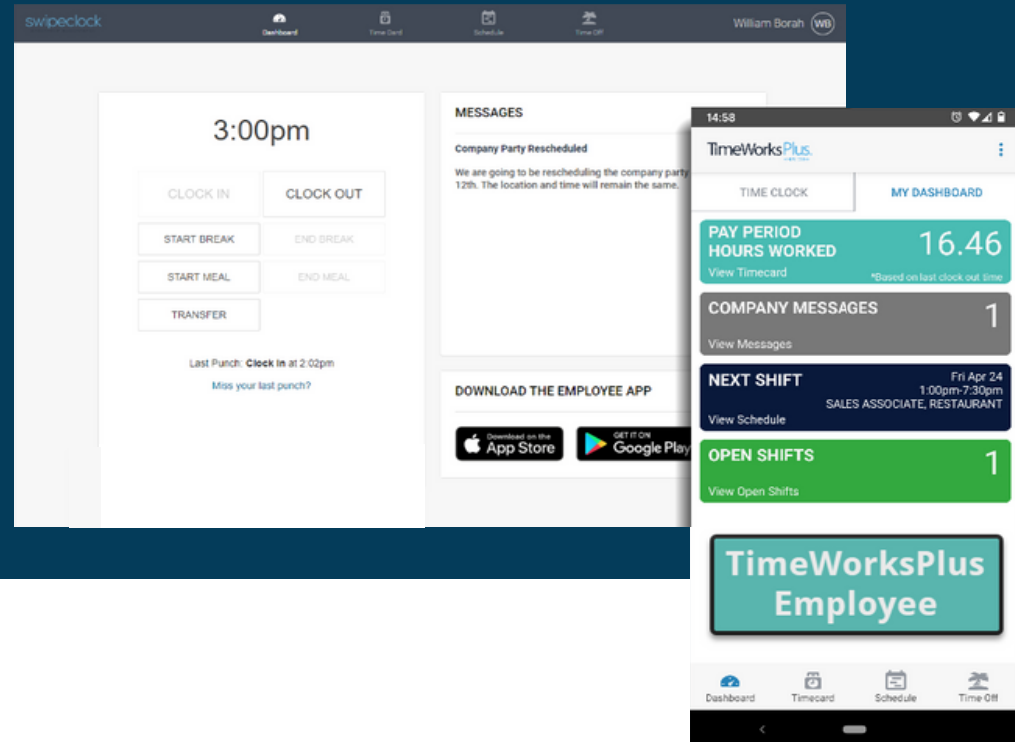 swipeclock
Dashboard
Time Card
Schedule
Time Off
William Borah WB
3:00pm
CLOCK IN CLOCK OUT
START BREAK END BREAK
START MEAL END MEAL
TRANSFER
Last Punch: Clock In at 2:02pm
Miss your last punch?
MESSAGES
Company Party Rescheduled
We are going to be rescheduling the company party
12th. The location and time will remain the same.
DOWNLOAD THE EMPLOYEE APP
Download on the
App Store
GET IT ON
Google Play
14:58
TimeWorksPlus
TIME CLOCK MY DASHBOARD
PAY PERIOD
HOURS WORKED
16.46
View Timecard
*Based on last clock out time
COMPANY MESSAGES
1
View Messages
NEXT SHIFT
Fri Apr 24
1:00pm-7:30pm
SALES ASSOCIATE, RESTAURANT
View Schedule
OPEN SHIFTS
1
View Open Shifts
TimeWorksPlus
Employee
Dashboard Timecard Schedule Time Off